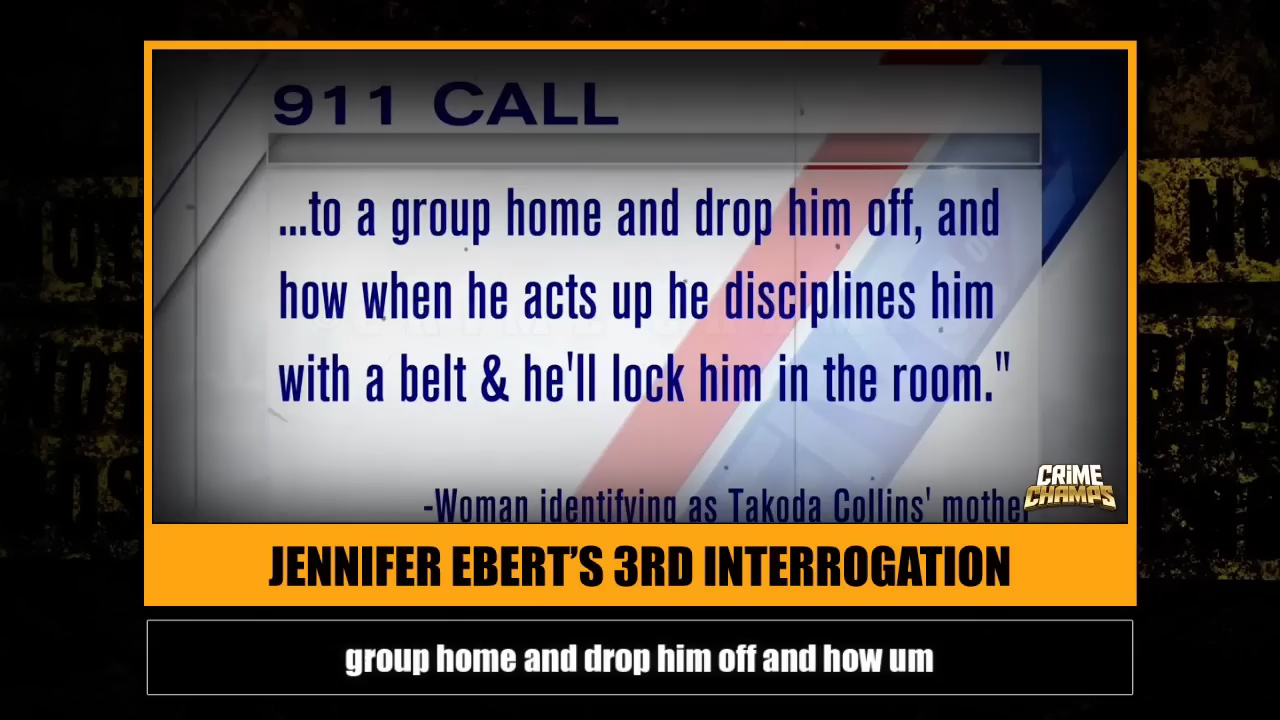 911 CALL
...to a group home and drop him off, and
how when he acts up he disciplines him
with a belt & he'll lock him in the room."
-Woman identifying as Takoda Collins' mother
CRIME
CHAMPS
JENNIFER EBERT'S 3RD INTERROGATION
group home and drop him off and how um